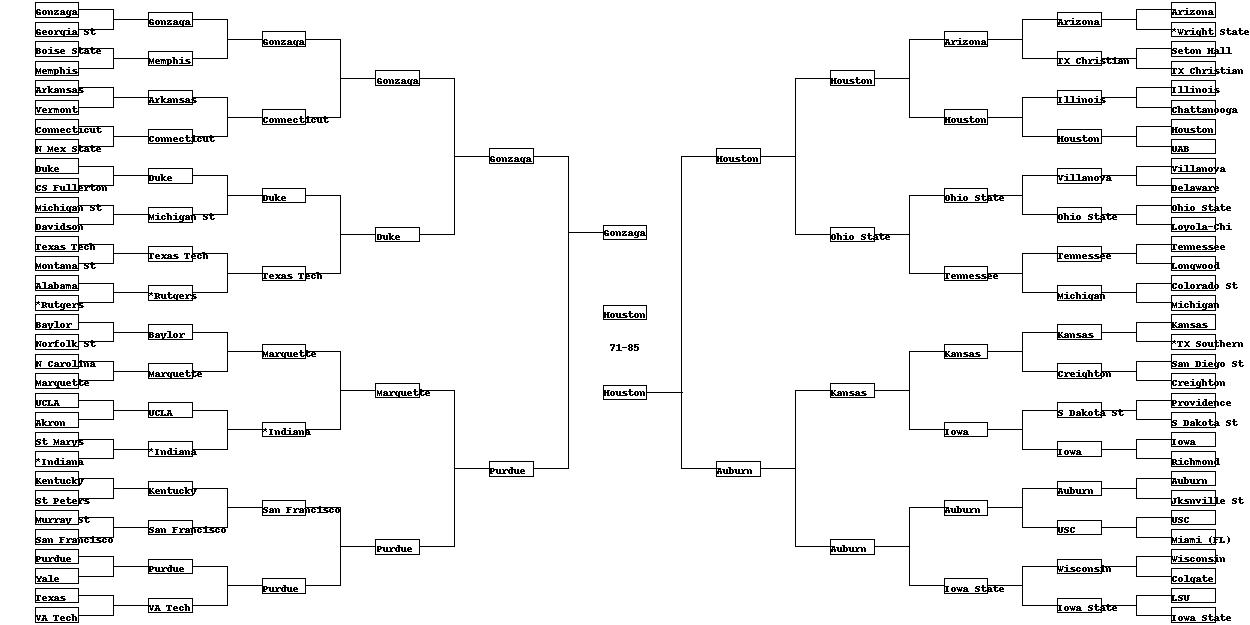 Gonzaga
Georgia St
Boise State
Memphis
Arkansas
Vermont
Connecticut
N Mex State
Duke
CS Fullerton
Michigan St
Davidson
Texas Tech
Montana St
Alabama
*Rutgers
Baylor
Norfolk St
N Carolina
Marquette
UCLA
Akron
St Marys
*Indiana
Kentucky
St Peters
Murray St
San Francisco
Purdue
Yale
Texas
VA Tech
Gonzaga
Memphis
Arkansas
Connecticut
Duke
Michigan St
Texas Tech
*Rutgers
Baylor
Marquette
UCLA
*Indiana
Kentucky
San Francisco
Purdue
VA Tech
Gonzaga
Connecticut
Duke
Texas Tech
Marquette
*Indiana
San Francisco
Purdue
Gonzaga
Duke
Marquette
Purdue
Gonzaga
Purdue
Gonzaga
Houston
71-85
Houston
Houston
Auburn
Houston
Ohio State
Kansas
Auburn
Arizona
Houston
Ohio State
Tennessee
Kansas
Iowa
Auburn
Iowa State
Arizona
TX Christian
Illinois
Houston
Villanova
Ohio State
Tennessee
Michigan
Kansas
Creighton
S Dakota St
Iowa
Auburn
USC
Wisconsin
Iowa State
Arizona
*Wright State
Seton Hall
TX Christian
Illinois
Chattanooga
Houston
UAB
Villanova
Delaware
Ohio State
Loyola-Chi
Tennessee
Longwood
Colorado St
Michigan
Kansas
*TX Southern
San Diego St
Creighton
Providence
S Dakota St
Iowa
Richmond
Auburn
Jksnville St
USC
Miami (FL)
Wisconsin
Colgate
LSU
Iowa State